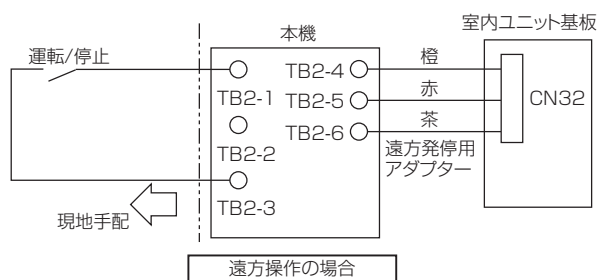 室内ユニット基板
本機
運転/停止
橙
TB2-4
赤
TB2-1
TB2-5
CN32
茶
TB2-6
遠方発停用
アダプター
TB2-2
TB2-3
現地手配
遠方操作の場合